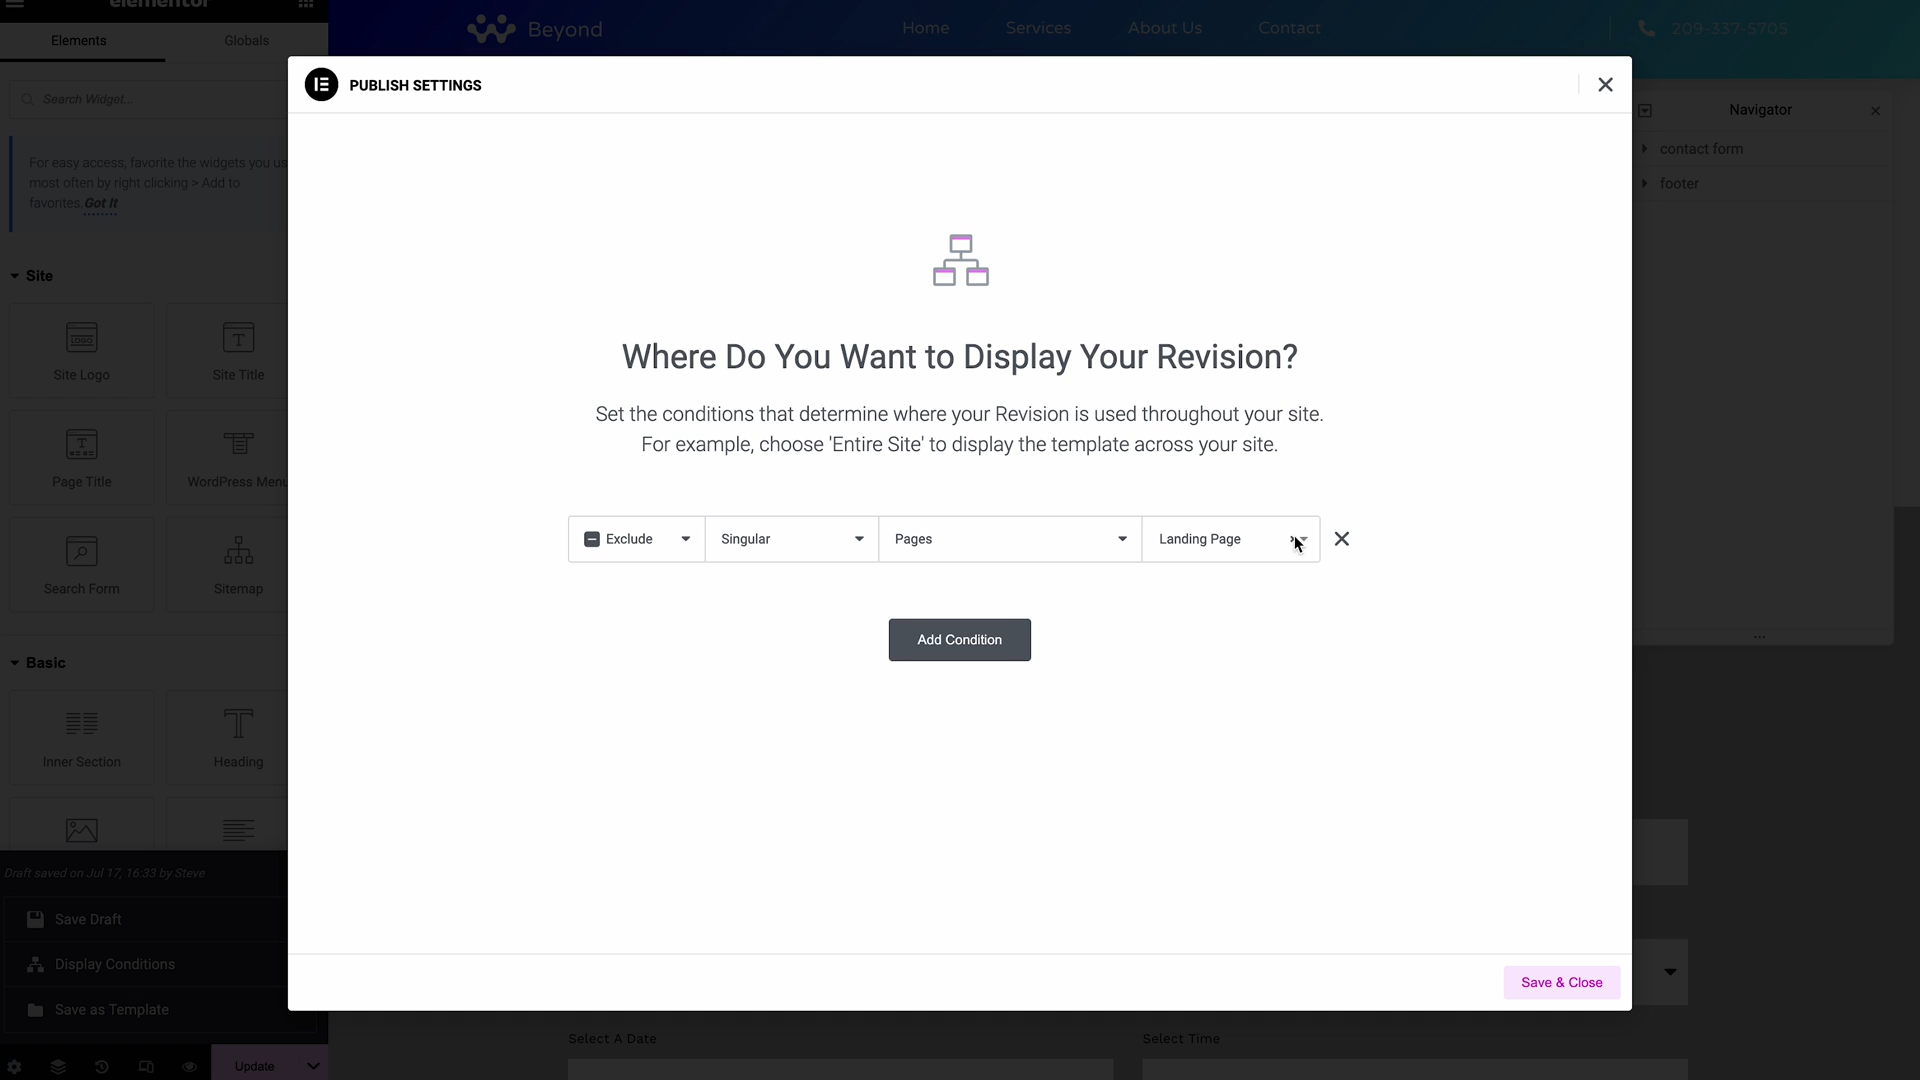 elementor
Beyond
Home
Services
About Us
Contact
209-337-5705
Elements
Globals
Search Widget...
For easy access, favorite the widgets you us
most often by right clicking > Add to
favorites. Got It
Site
LOGO
Site Logo
T
Site Title
T
Page Title
WordPress Menu
Search Form
Sitemap
Basic
Inner Section
Heading
Draft saved on Jul 17, 16:33 by Steve
Save Draft
Display Conditions
Save as Template
Update
PUBLISH SETTINGS
Where Do You Want to Display Your Revision?
Set the conditions that determine where your Revision is used throughout your site.
For example, choose 'Entire Site' to display the template across your site.
Exclude
Singular
Pages
Landing Page
Add Condition
Save & Close
Navigator
contact form
footer
Select A Date
Select Time